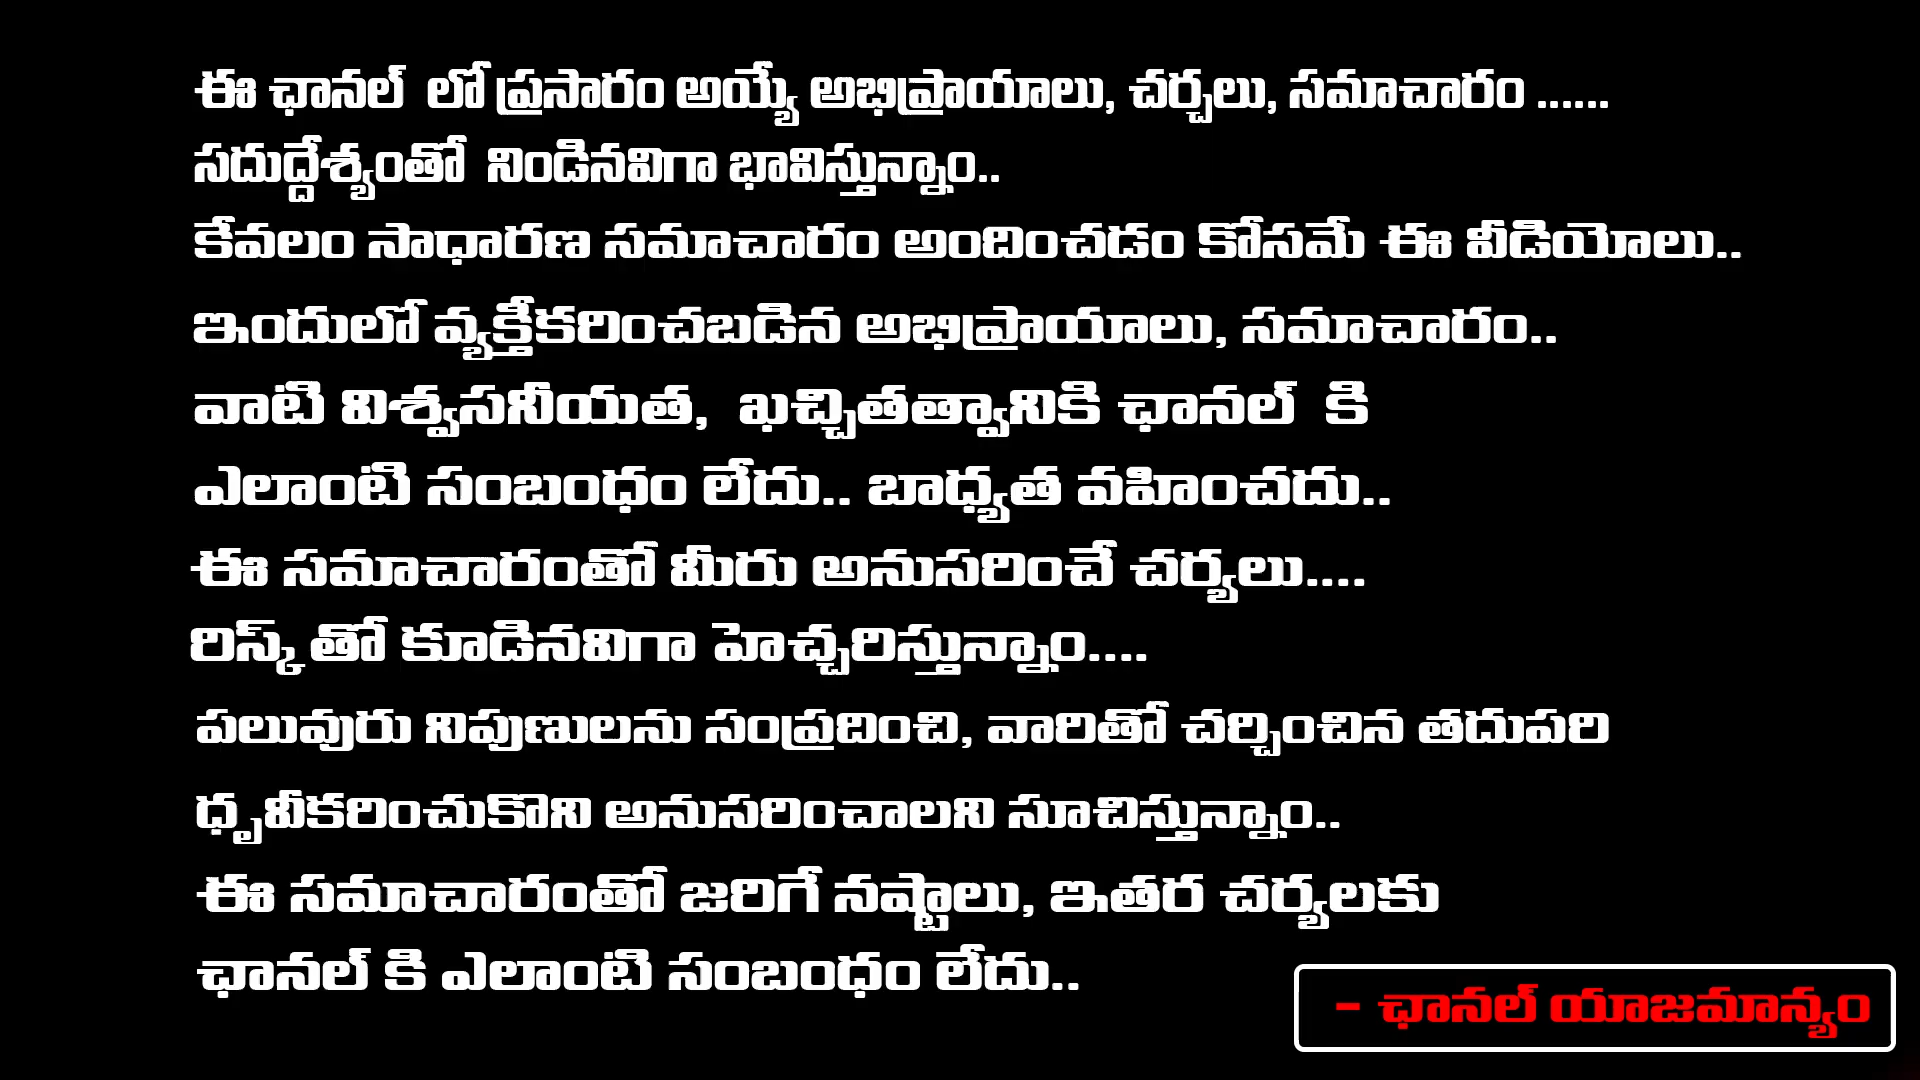 ఈ ఛానల్ లో ప్రసారం అయ్యే అభిప్రాయాలు, చర్చలు, సమాచారం ......
సదుద్దేశ్యంతో నిండినవిగా భావిస్తున్నాం..
కేవలం సాధారణ సమాచారం అందించడం కోసమే ఈ వీడియోలు..
ఇందులో వ్యక్తీకరించబడిన అభిప్రాయాలు, సమాచారం..
వాటి విశ్వసనీయత, ఖచ్చితత్వానికి ఛానల్ కి
ఎలాంటి సంబంధం లేదు.. బాధ్యత వహించదు..
ఈ సమాచారంతో మీరు అనుసరించే చర్యలు....
రిస్క్ తో కూడినవిగా హెచ్చరిస్తున్నాం....
పలువురు నిపుణులను సంప్రదించి, వారితో చర్చించిన తదుపరి
ధృవీకరించుకొని అనుసరించాలని సూచిస్తున్నాం..
ఈ సమాచారంతో జరిగే నష్టాలు, ఇతర చర్యలకు
ఛానల్ కి ఎలాంటి సంబంధం లేదు..
- ఛానల్ యాజమాన్యం